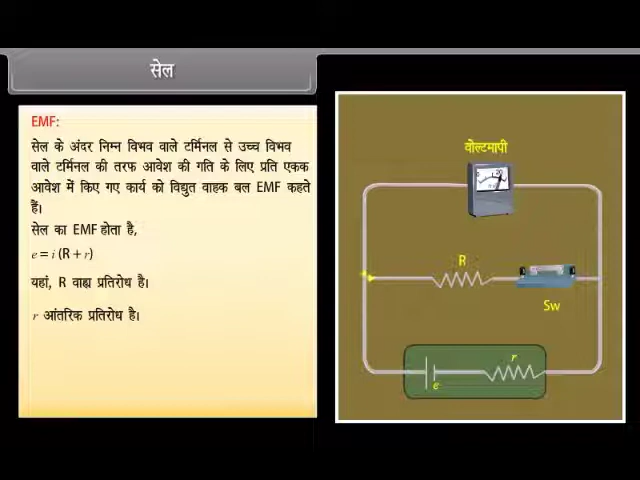 सेल
EMF:
सेल के अंदर निम्न विभव वाले टर्मिनल से उच्च विभव
वाले टर्मिनल की तरफ आवेश की गति के लिए प्रति एकक
आवेश में किए गए कार्य को विद्युत वाहक बल EMF कहते
हैं।
सेल का EMF होता है,
e = i (R + r)
यहां, R वाह्य प्रतिरोध है।
r आंतरिक प्रतिरोध है।
वोल्टमापी
R
Sw
r
e